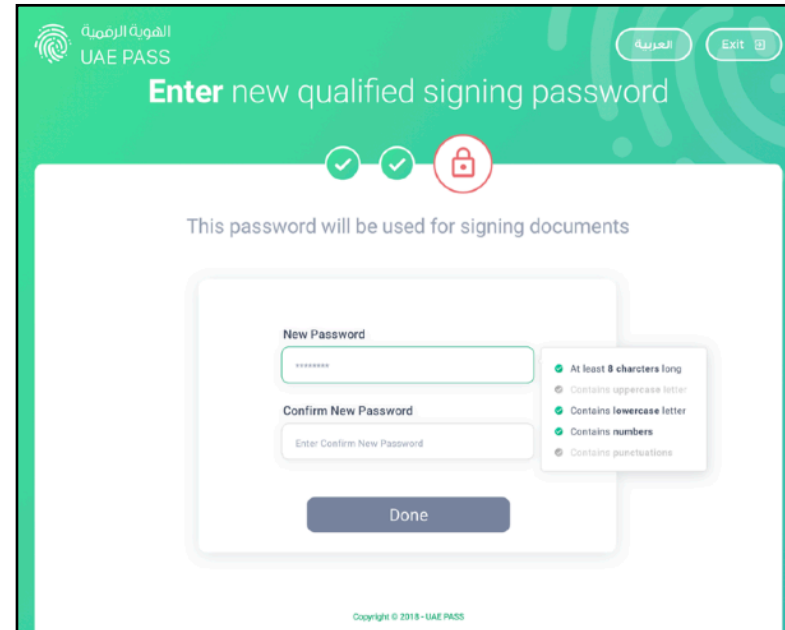 الهوية الرقمية
UAE PASS
العربية
Exit
Enter new qualified signing password
This password will be used for signing documents
New Password
********
At least 8 charcters long
Contains uppercase letter
Contains lowercase letter
Contains numbers
Contains punctuations
Confirm New Password
Enter Confirm New Password
Done
Copyright © 2018 - UAE PASS